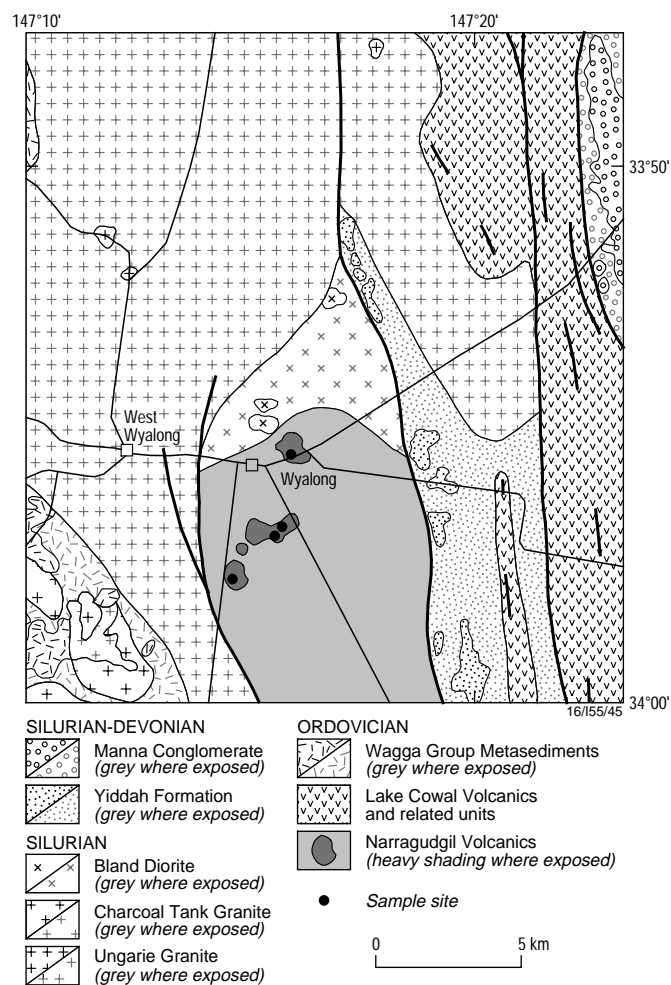 147°10'
147°20'
33°50'
West
Wyalong
Wyalong
34°00'
16/I55/45
SILURIAN-DEVONIAN
Manna Conglomerate
(grey where exposed)
Yiddah Formation
(grey where exposed)
SILURIAN
Bland Diorite
(grey where exposed)
Charcoal Tank Granite
(grey where exposed)
Ungarie Granite
(grey where exposed)
ORDOVICIAN
Wagga Group Metasediments
(grey where exposed)
Lake Cowal Volcanics
and related units
Narragudgil Volcanics
(heavy shading where exposed)
Sample site
0
5 km